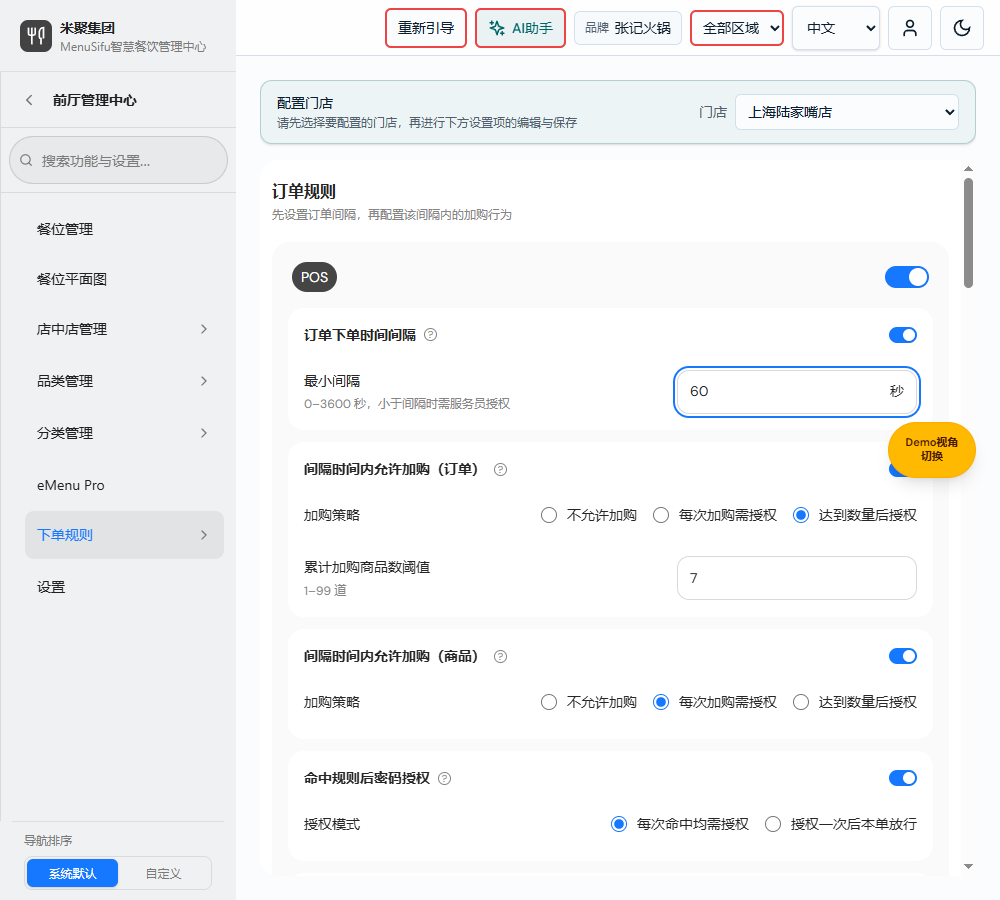 米聚集团
MenuSifu智慧餐饮管理中心
重新引导
AI助手
品牌 张记火锅
全部区域
中文
前厅管理中心
搜索功能与设置...
餐位管理
餐位平面图
店中店管理
品类管理
分类管理
eMenu Pro
下单规则
设置
导航排序
系统默认
自定义
配置门店
请先选择要配置的门店，再进行下方设置项的编辑与保存
门店
上海陆家嘴店
订单规则
先设置订单间隔，再配置该间隔内的加购行为
POS
订单下单时间间隔 ?
最小间隔
0-3600 秒，小于间隔时需服务员授权
60 秒
Demo视角
切换
间隔时间内允许加购（订单） ?
加购策略
不允许加购
每次加购需授权
达到数量后授权
累计加购商品数阈值
1-99 道
7
间隔时间内允许加购（商品） ?
加购策略
不允许加购
每次加购需授权
达到数量后授权
命中规则后密码授权 ?
授权模式
每次命中均需授权
授权一次后本单放行